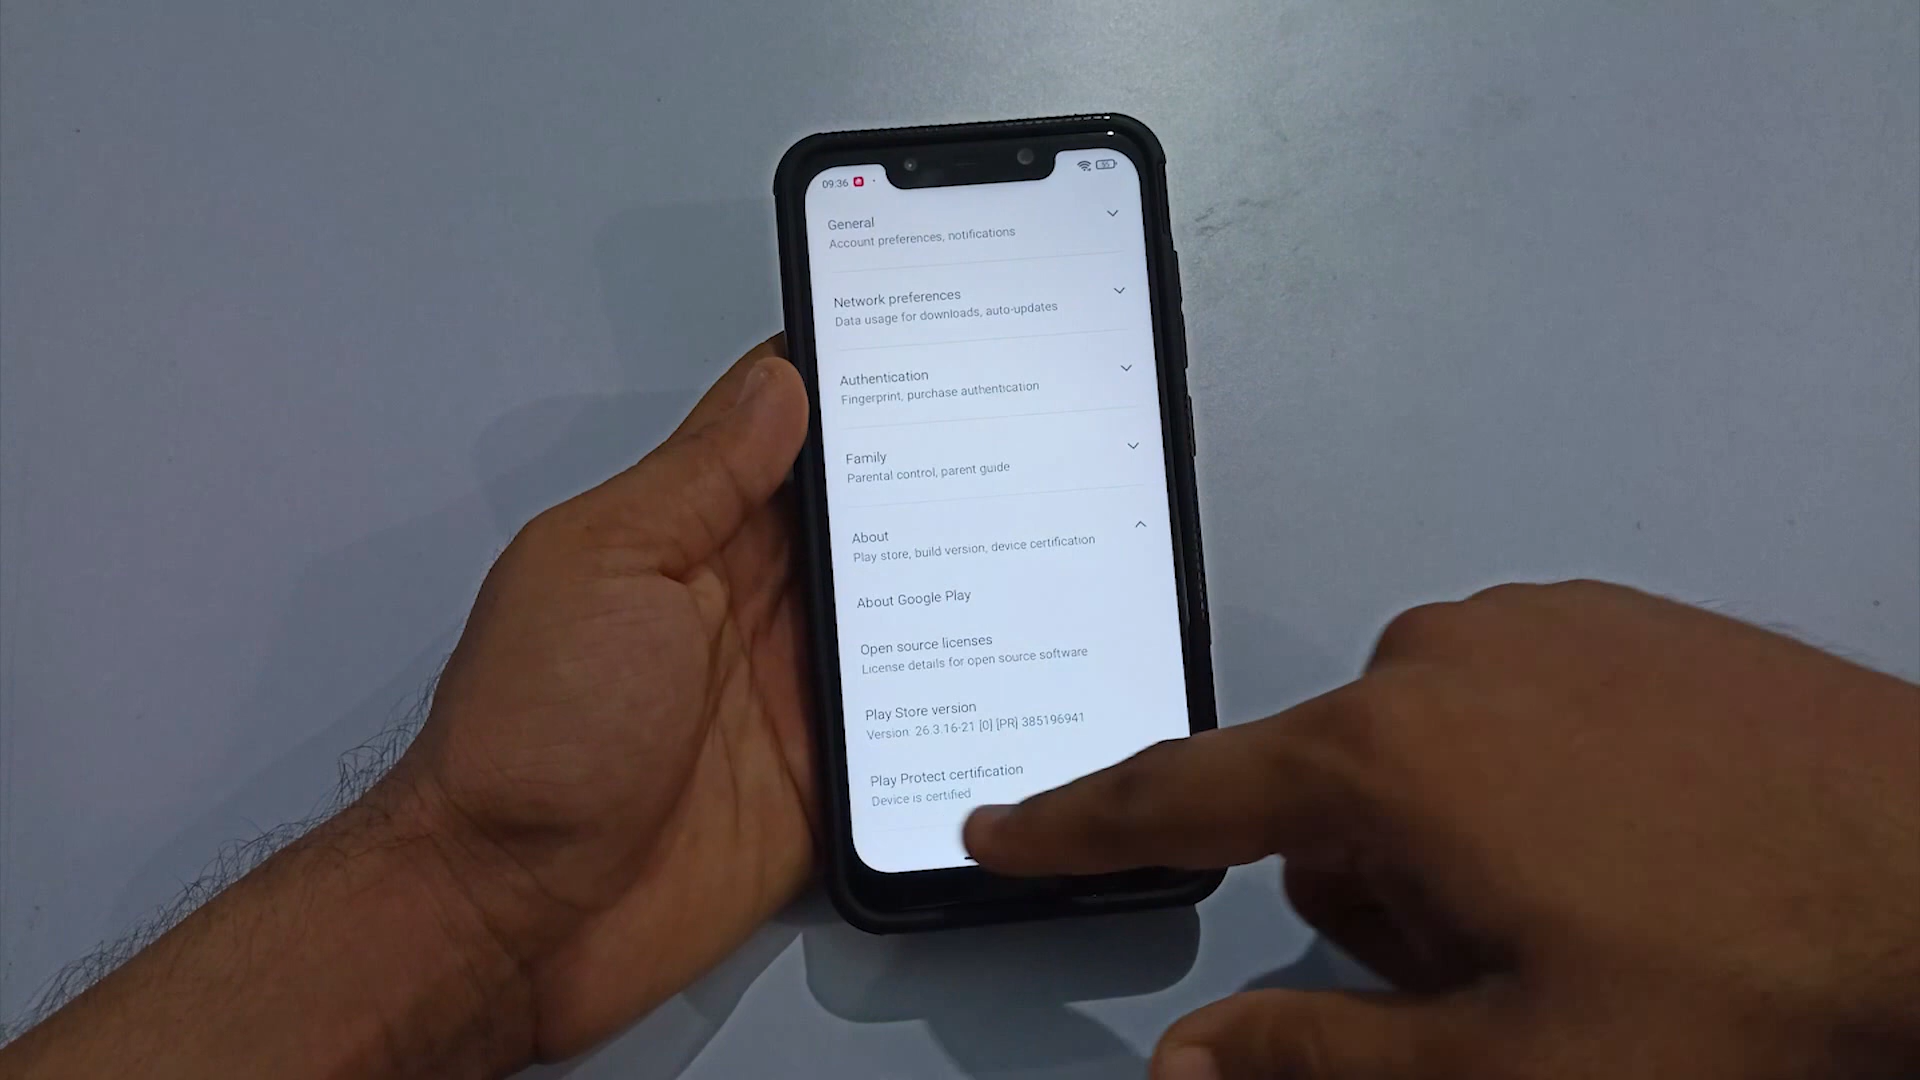 09:36
General
Account preferences, notifications
Network preferences
Data usage for downloads, auto-updates
Authentication
Fingerprint, purchase authentication
Family
Parental control, parent guide
About
Play store, build version, device certification
About Google Play
Open source licenses
License details for open source software
Play Store version
Version: 26.3.16-21 [0] [PR] 385196941
Play Protect certification
Device is certified